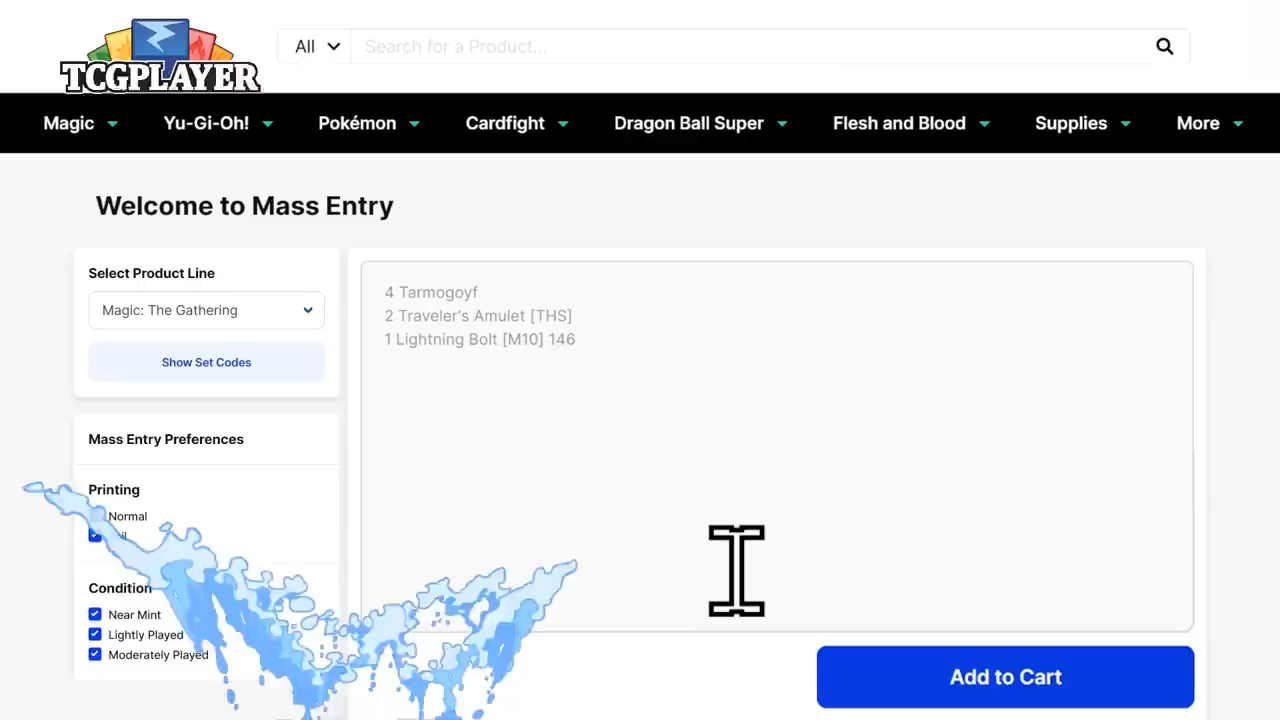 TCGPLAYER
All
Search for a Product...
Magic
Yu-Gi-Oh!
Pokémon
Cardfight
Dragon Ball Super
Flesh and Blood
Supplies
More
Welcome to Mass Entry
Select Product Line
Magic: The Gathering
Show Set Codes
Mass Entry Preferences
Printing
Normal
Condition
Near Mint
Lightly Played
Moderately Played
4 Tarmogoyf
2 Traveler's Amulet [THS]
1 Lightning Bolt [M10] 146
Add to Cart